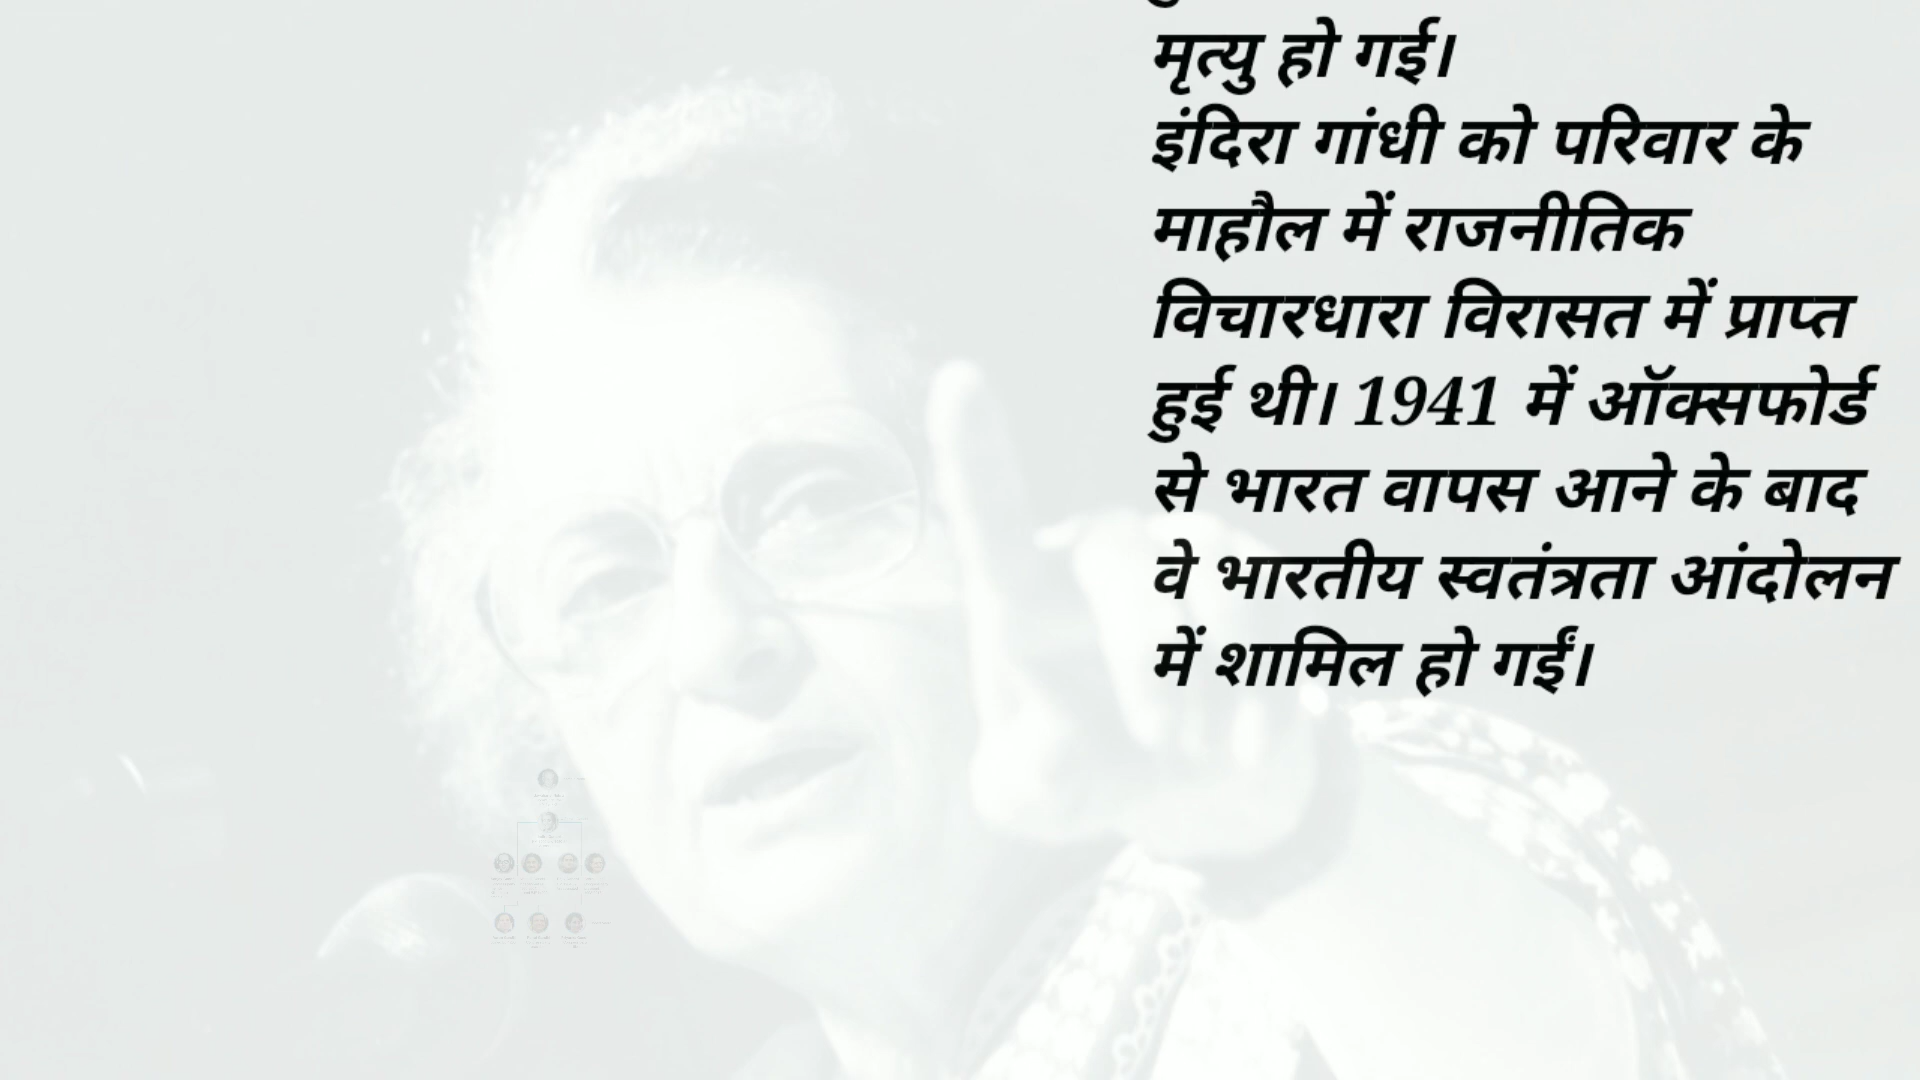 मृत्यु हो गई।
इंदिरा गांधी को परिवार के
माहौल में राजनीतिक
विचारधारा विरासत में प्राप्त
हुई थी। 1941 में ऑक्सफोर्ड
से भारत वापस आने के बाद
वे भारतीय स्वतंत्रता आंदोलन
में शामिल हो गईं।